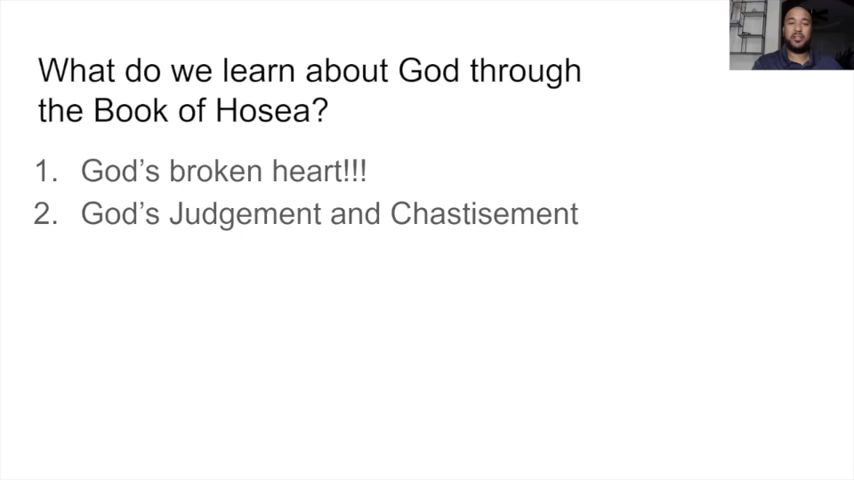 What do we learn about God through
the Book of Hosea?
1. God’s broken heart!!!
2. God’s Judgement and Chastisement